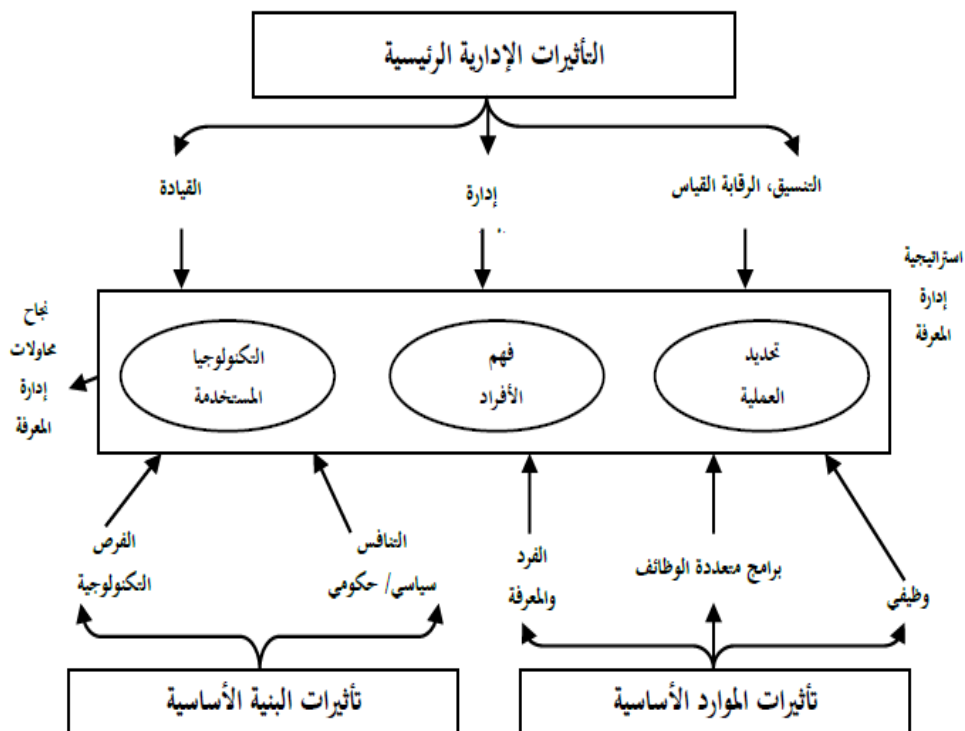 التأثيرات الإدارية الرئيسية
التنسيق، الرقابة القياس
إدارة
القيادة
استراتيجية
إدارة
المعرفة
تحديد
العملية
فهم
الأفراد
التكنولوجيا
المستخدمة
نجاح
محاولات
إدارة
المعرفة
وظيفي
برامج متعددة الوظائف
الفرد
والمعرفة
التنافس
سياسي/ حكومي
الفرص
التكنولوجية
تأثيرات الموارد الأساسية
تأثيرات البنية الأساسية